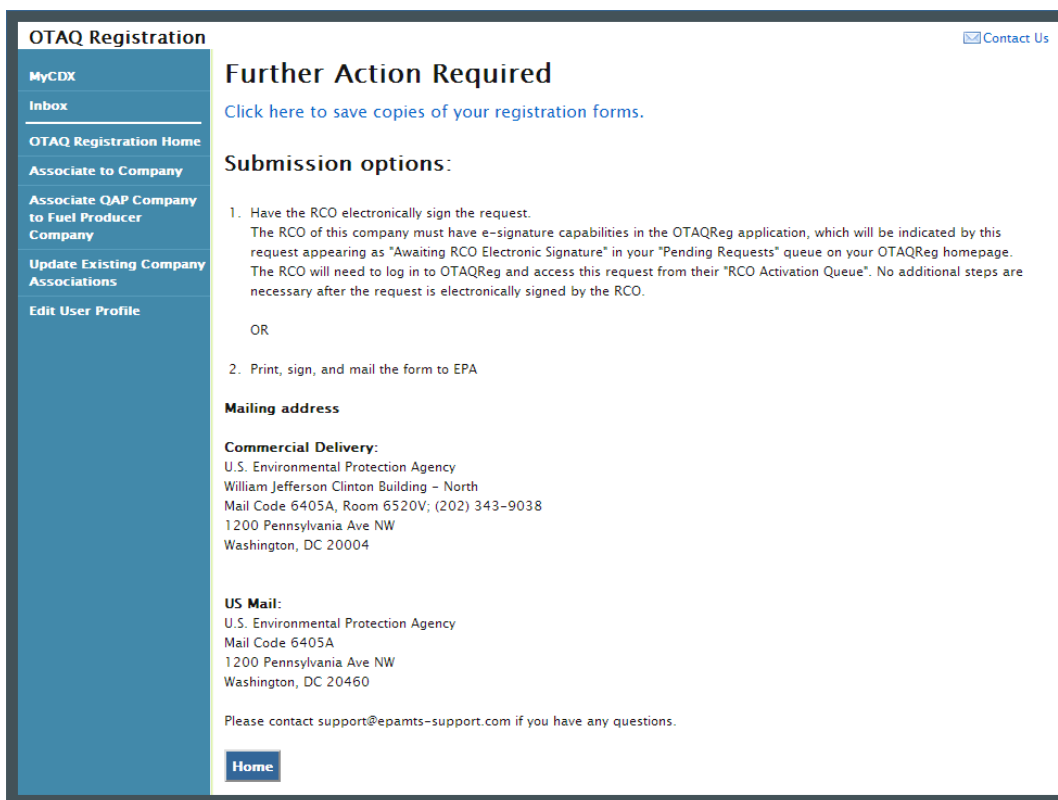 OTAQ Registration
Contact Us
MyCDX
Inbox
OTAQ Registration Home
Associate to Company
Associate QAP Company
to Fuel Producer
Company
Update Existing Company
Associations
Edit User Profile
Further Action Required
Click here to save copies of your registration forms.
Submission options:
1. Have the RCO electronically sign the request.
The RCO of this company must have e-signature capabilities in the OTAQReg application, which will be indicated by this
request appearing as "Awaiting RCO Electronic Signature" in your "Pending Requests" queue on your OTAQReg homepage.
The RCO will need to log in to OTAQReg and access this request from their "RCO Activation Queue". No additional steps are
necessary after the request is electronically signed by the RCO.
OR
2. Print, sign, and mail the form to EPA
Mailing address
Commercial Delivery:
U.S. Environmental Protection Agency
William Jefferson Clinton Building – North
Mail Code 6405A, Room 6520V; (202) 343-9038
1200 Pennsylvania Ave NW
Washington, DC 20004
US Mail:
U.S. Environmental Protection Agency
Mail Code 6405A
1200 Pennsylvania Ave NW
Washington, DC 20460
Please contact support@epamts-support.com if you have any questions.
Home